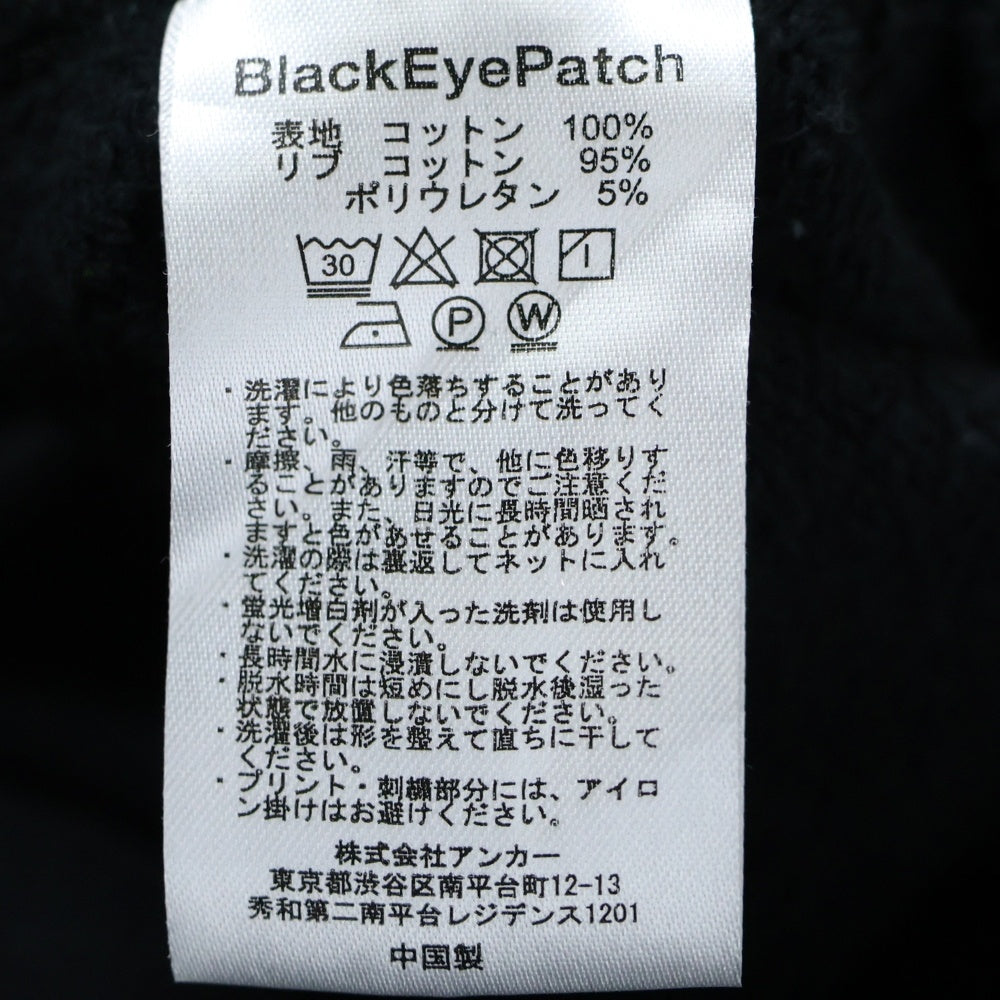 BlackEyePatch
表地 コットン 100%
リブ コットン 95%
ポリウレタン 5%
30
P W
・洗濯により色落ちすることがあり
ます。他のものと分けて洗ってく
ださい。
・摩擦、雨、汗等で、他に色移りす
ることがありますのでご注意くだ
さい。また、日光に長時間晒され
ますと色があせることがあります。
・洗濯の際は裏返してネットに入れ
てください。
・蛍光増白剤が入った洗剤は使用し
ないでください。
・長時間水に浸漬しないでください。
・脱水時間は短めにし脱水後湿った
状態で放置しないでください。
・洗濯後は形を整えて直ちに干して
ください。
・プリント・刺繍部分には、アイロ
ン掛けはお避けください。
株式会社アンカー
東京都渋谷区南平台町12-13
秀和第二南平台レジデンス1201
中国製